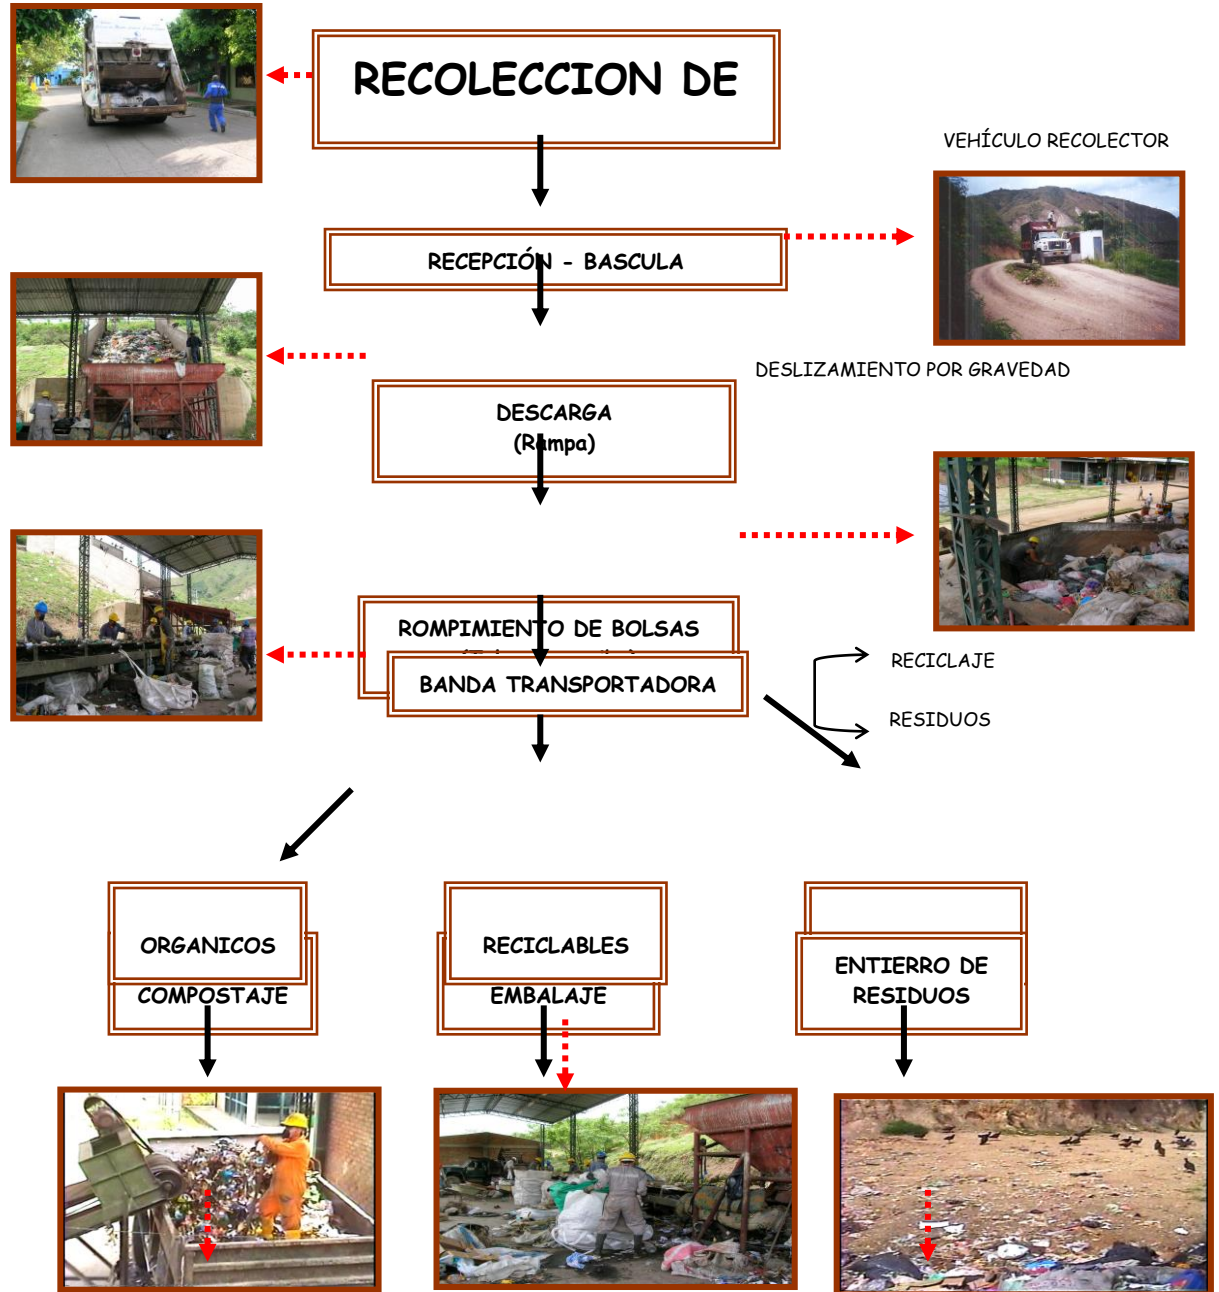 RECOLECCION DE
VEHÍCULO RECOLECTOR
RECEPCIÓN - BASCULA
DESLIZAMIENTO POR GRAVEDAD
DESCARGA
(Rampa)
ROMPIMIENTO DE BOLSAS
BANDA TRANSPORTADORA
RECICLAJE
RESIDUOS
ORGANICOS
COMPOSTAJE
RECICLABLES
EMBALAJE
ENTIERRO DE
RESIDUOS